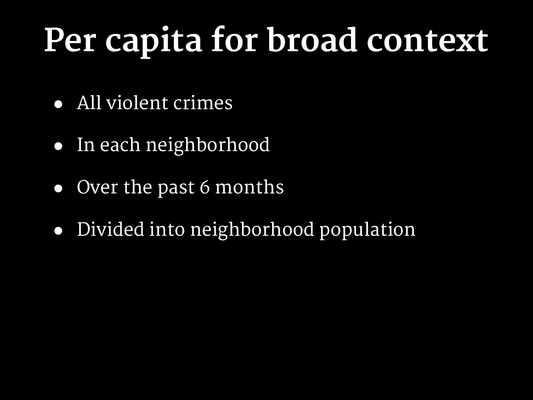 Per capita for broad context
● All violent crimes
● In each neighborhood
● Over the past 6 months
● Divided into neighborhood population